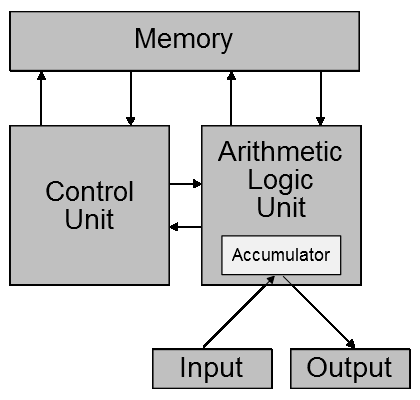 Memory
Control
Unit
Arithmetic
Logic
Unit
Accumulator
Input
Output